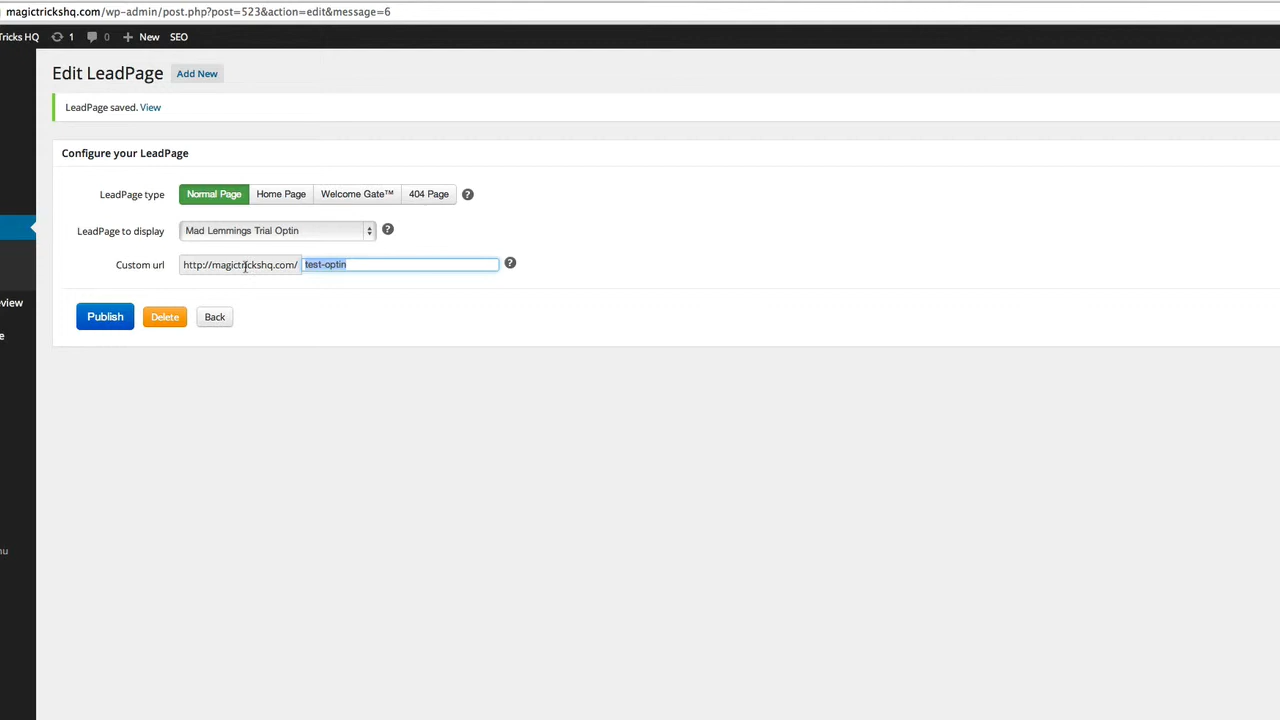 magictrickshq.com/wp-admin/post.php?post=523&action=edit&message=6
Tricks HQ 1 0 + New SEO
Edit LeadPage Add New
LeadPage saved. View
Configure your LeadPage
LeadPage type Normal Page Home Page Welcome Gate™ 404 Page ?
LeadPage to display Mad Lemmings Trial Optin ?
Custom url http://magictrickshq.com/ test-optin ?
Publish Delete Back